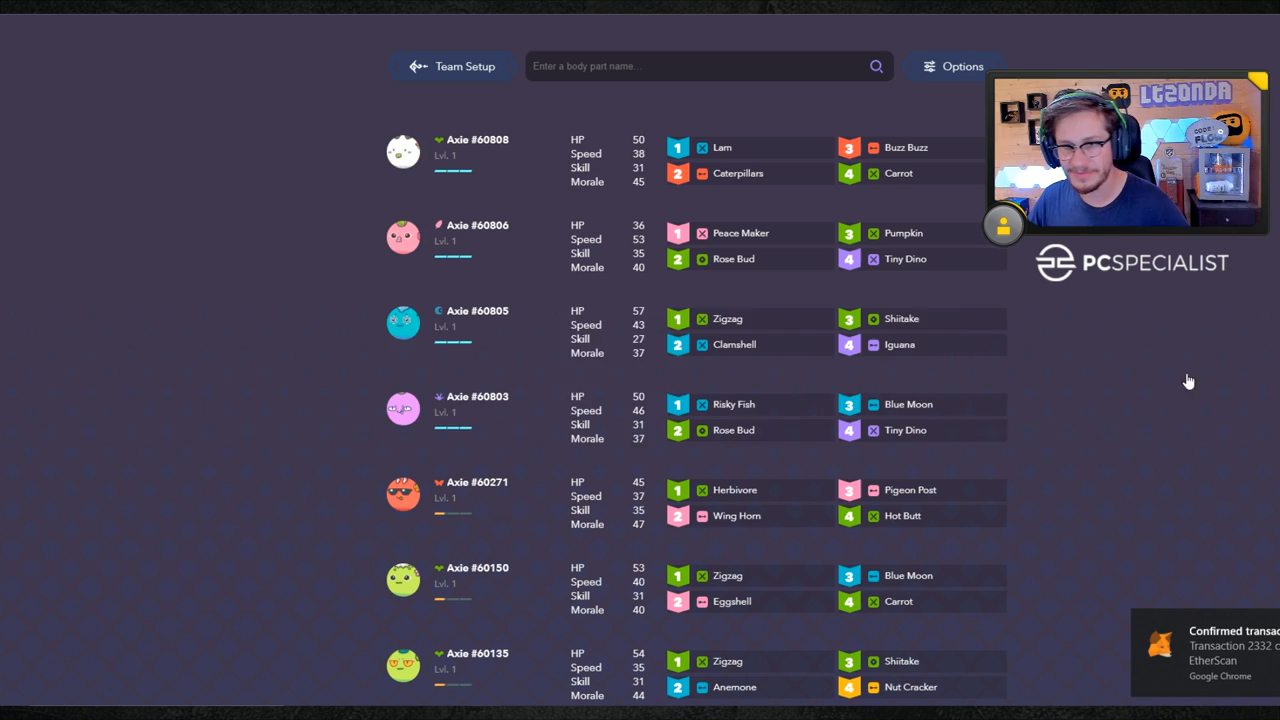 Team Setup
Enter a body part name...
Options
LTZONDA
CODE:
FLOW
PCSPECIALIST
Axie #60808
Lvl. 1
HP 50
Speed 38
Skill 31
Morale 45
1 Lam
3 Buzz Buzz
2 Caterpillars
4 Carrot
Axie #60806
Lvl. 1
HP 36
Speed 53
Skill 35
Morale 40
1 Peace Maker
3 Pumpkin
2 Rose Bud
4 Tiny Dino
Axie #60805
Lvl. 1
HP 57
Speed 43
Skill 27
Morale 37
1 Zigzag
3 Shiitake
2 Clamshell
4 Iguana
Axie #60803
Lvl. 1
HP 50
Speed 46
Skill 31
Morale 37
1 Risky Fish
3 Blue Moon
2 Rose Bud
4 Tiny Dino
Axie #60271
Lvl. 1
HP 45
Speed 37
Skill 35
Morale 47
1 Herbivore
3 Pigeon Post
2 Wing Horn
4 Hot Butt
Axie #60150
Lvl. 1
HP 53
Speed 40
Skill 31
Morale 40
1 Zigzag
3 Blue Moon
2 Eggshell
4 Carrot
Axie #60135
Lvl. 1
HP 54
Speed 35
Skill 31
Morale 44
1 Zigzag
3 Shiitake
2 Anemone
4 Nut Cracker
Confirmed transac
Transaction 2332 c
EtherScan
Google Chrome